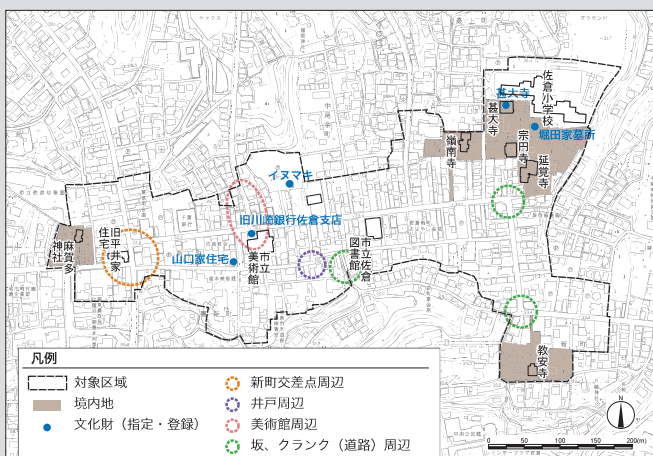 佐倉小学校
甚大寺
甚大寺
堀田家墓所
宗円寺
嶺南寺
延覚寺
イヌマキ
旧川崎銀行佐倉支店
市立佐倉
図書館
市立
美術館
山口家住宅
旧平井家
住宅
麻賀多
神社
教安寺
凡例
対象区域
境内地
文化財（指定・登録）
新町交差点周辺
井戸周辺
美術館周辺
坂、クランク（道路）周辺
N
0 50 100 150 200(m)